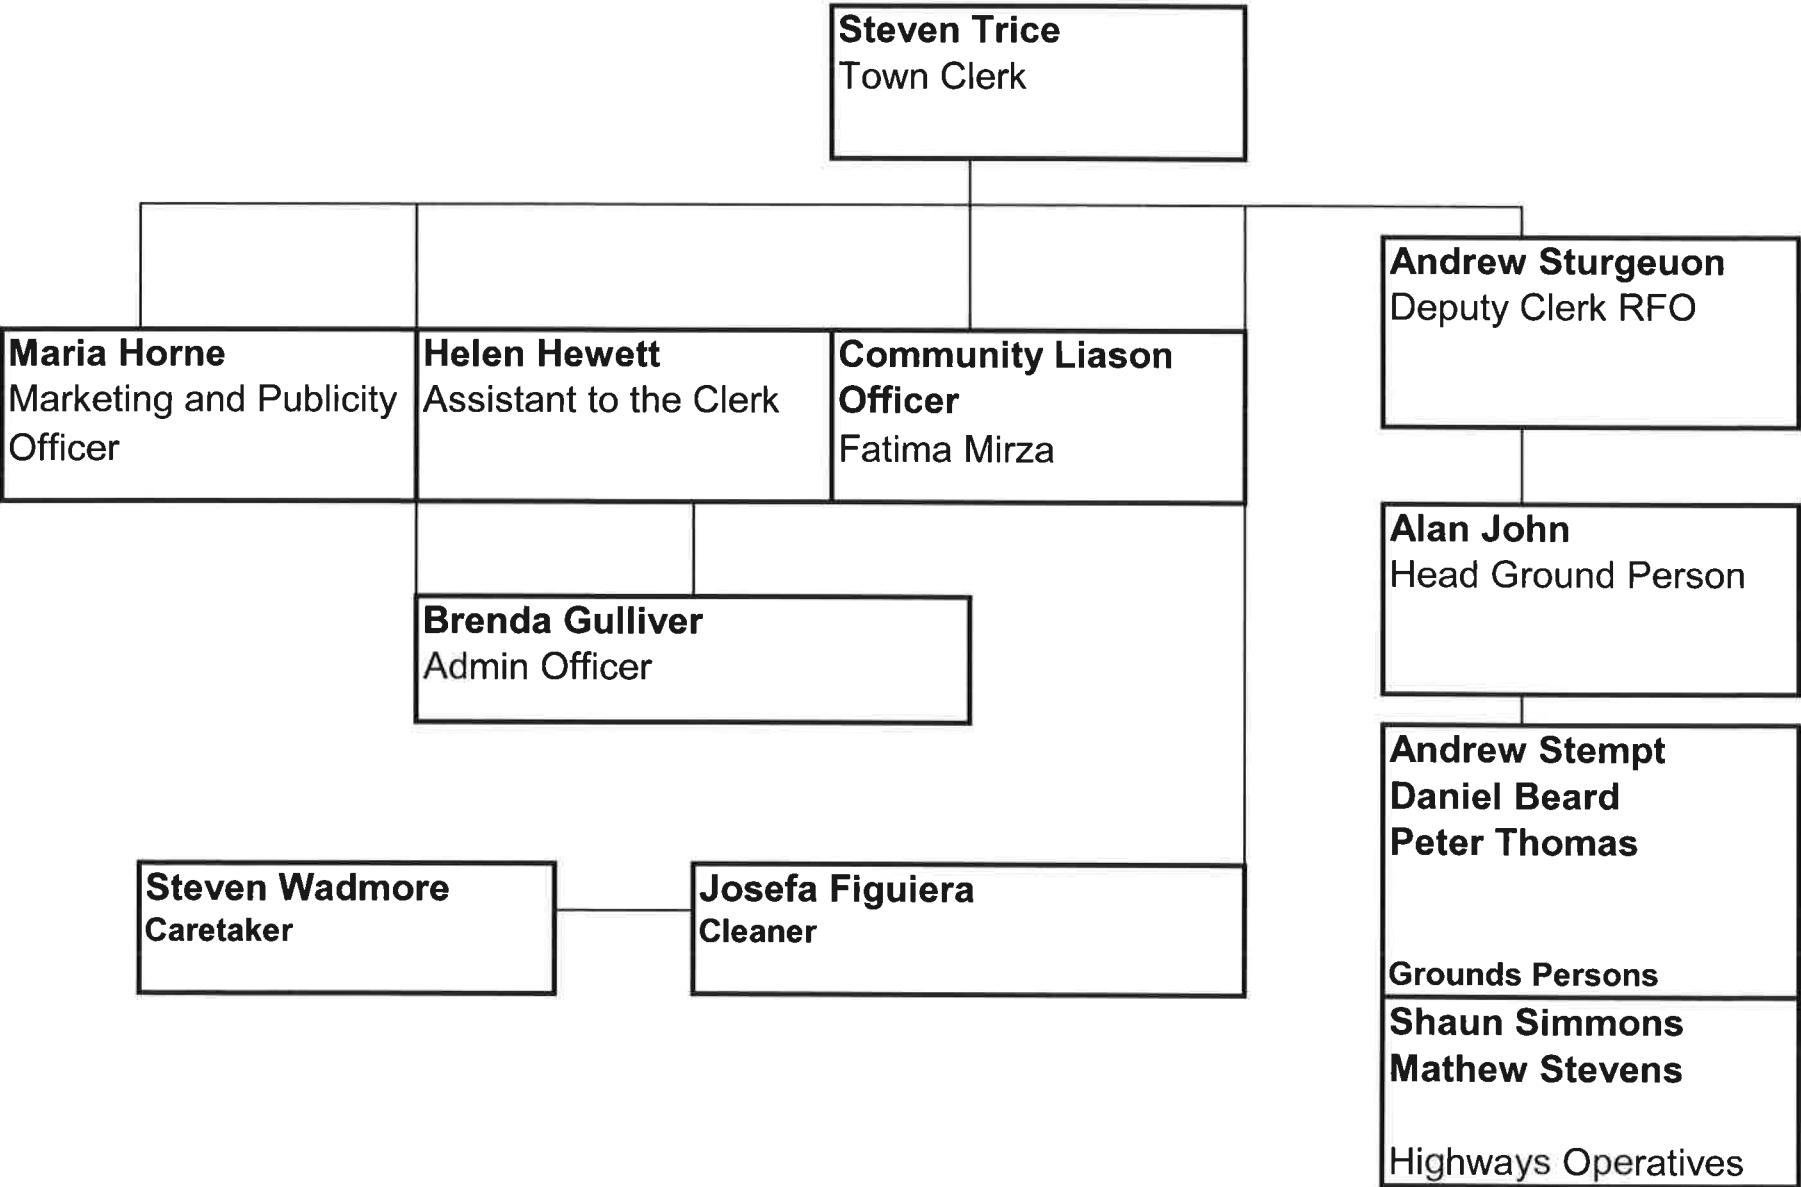 Steven Trice
Town Clerk
Andrew Sturgeuon
Deputy Clerk RFO
Maria Horne
Marketing and Publicity
Officer
Helen Hewett
Assistant to the Clerk
Community Liason
Officer
Fatima Mirza
Alan John
Head Ground Person
Brenda Gulliver
Admin Officer
Andrew Stempt
Daniel Beard
Peter Thomas
Grounds Persons
Steven Wadmore
Caretaker
Josefa Figuiera
Cleaner
Shaun Simmons
Mathew Stevens
Highways Operatives